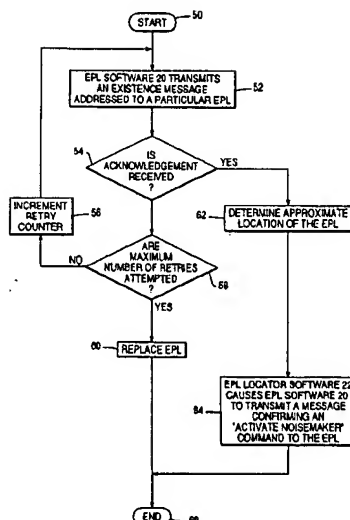 START
50
EPL SOFTWARE 20 TRANSMITS
AN EXISTENCE MESSAGE
ADDRESSED TO A PARTICULAR EPL
52
54
IS
ACKNOWLEDGEMENT
RECEIVED
?
YES
INCREMENT
RETRY
COUNTER
56
62
DETERMINE APPROXIMATE
LOCATION OF THE EPL
ARE
MAXIMUM
NUMBER OF RETRIES
ATTEMPTED
?
NO
58
YES
60
REPLACE EPL
EPL LOCATOR SOFTWARE 22
CAUSES EPL SOFTWARE 20
TO TRANSMIT A MESSAGE
CONFIRMING AN
"ACTIVATE NOISEMAKER"
COMMAND TO THE EPL
64
END